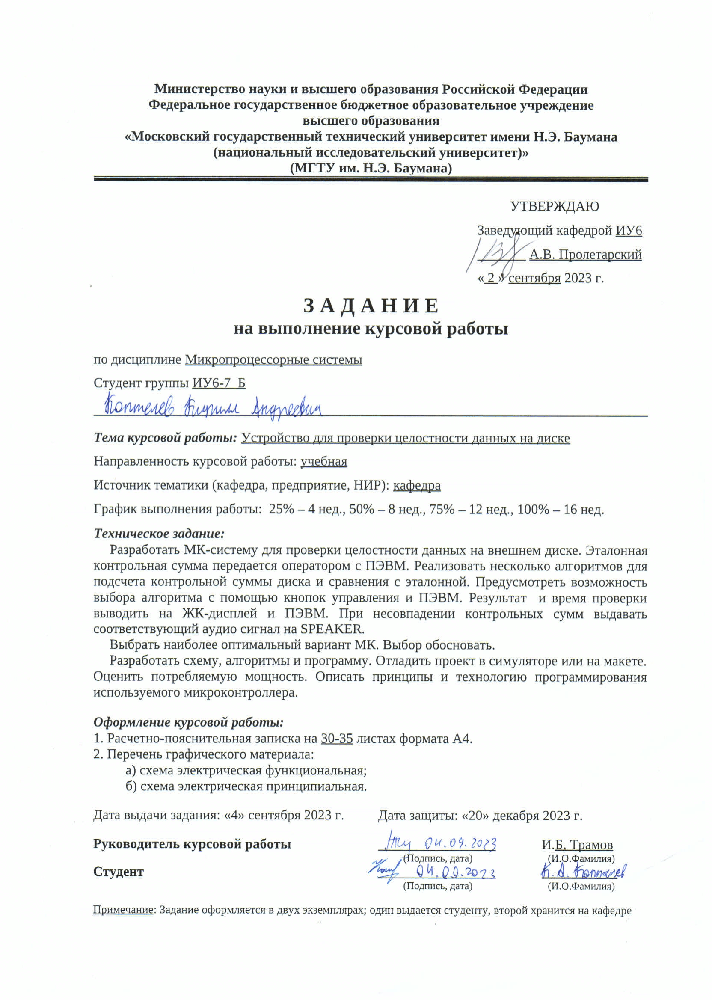 Министерство науки и высшего образования Российской Федерации
Федеральное государственное бюджетное образовательное учреждение
высшего образования
«Московский государственный технический университет имени Н.Э. Баумана
(национальный исследовательский университет)»
(МГТУ им. Н.Э. Баумана)
УТВЕРЖДАЮ
Заведующий кафедрой ИУ6
А.В. Пролетарский
« 2 » сентября 2023 г.
З А Д А Н И Е
на выполнение курсовой работы
по дисциплине Микропроцессорные системы
Студент группы ИУ6-7 Б
Коптелев Кирилл Андреевич
Тема курсовой работы: Устройство для проверки целостности данных на диске
Направленность курсовой работы: учебная
Источник тематики (кафедра, предприятие, НИР): кафедра
График выполнения работы: 25% – 4 нед., 50% – 8 нед., 75% – 12 нед., 100% – 16 нед.
Техническое задание:
Разработать МК-систему для проверки целостности данных на внешнем диске. Эталонная
контрольная сумма передается оператором с ПЭВМ. Реализовать несколько алгоритмов для
подсчета контрольной суммы диска и сравнения с эталонной. Предусмотреть возможность
выбора алгоритма с помощью кнопок управления и ПЭВМ. Результат и время проверки
выводить на ЖК-дисплей и ПЭВМ. При несовпадении контрольных сумм выдавать
соответствующий аудио сигнал на SPEAKER.
Выбрать наиболее оптимальный вариант МК. Выбор обосновать.
Разработать схему, алгоритмы и программу. Отладить проект в симуляторе или на макете.
Оценить потребляемую мощность. Описать принципы и технологию программирования
используемого микроконтроллера.
Оформление курсовой работы:
1. Расчетно-пояснительная записка на 30-35 листах формата А4.
2. Перечень графического материала:
а) схема электрическая функциональная;
б) схема электрическая принципиальная.
Дата выдачи задания: «4» сентября 2023 г. Дата защиты: «20» декабря 2023 г.
Руководитель курсовой работы 04.09.2023 И.Б. Трамов
(Подпись, дата) (И.О.Фамилия)
Студент 04.09.2023 К.А. Коптелев
(Подпись, дата) (И.О.Фамилия)
Примечание: Задание оформляется в двух экземплярах; один выдается студенту, второй хранится на кафедре